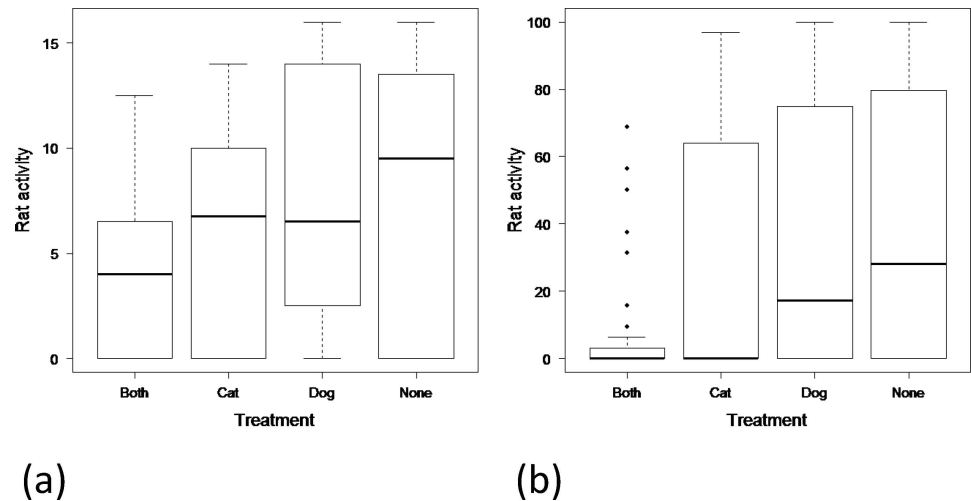 Rat activity
15
10
5
0
Both Cat Dog None
Treatment
(a)
Rat activity
100
80
60
40
20
0
Both Cat Dog None
Treatment
(b)